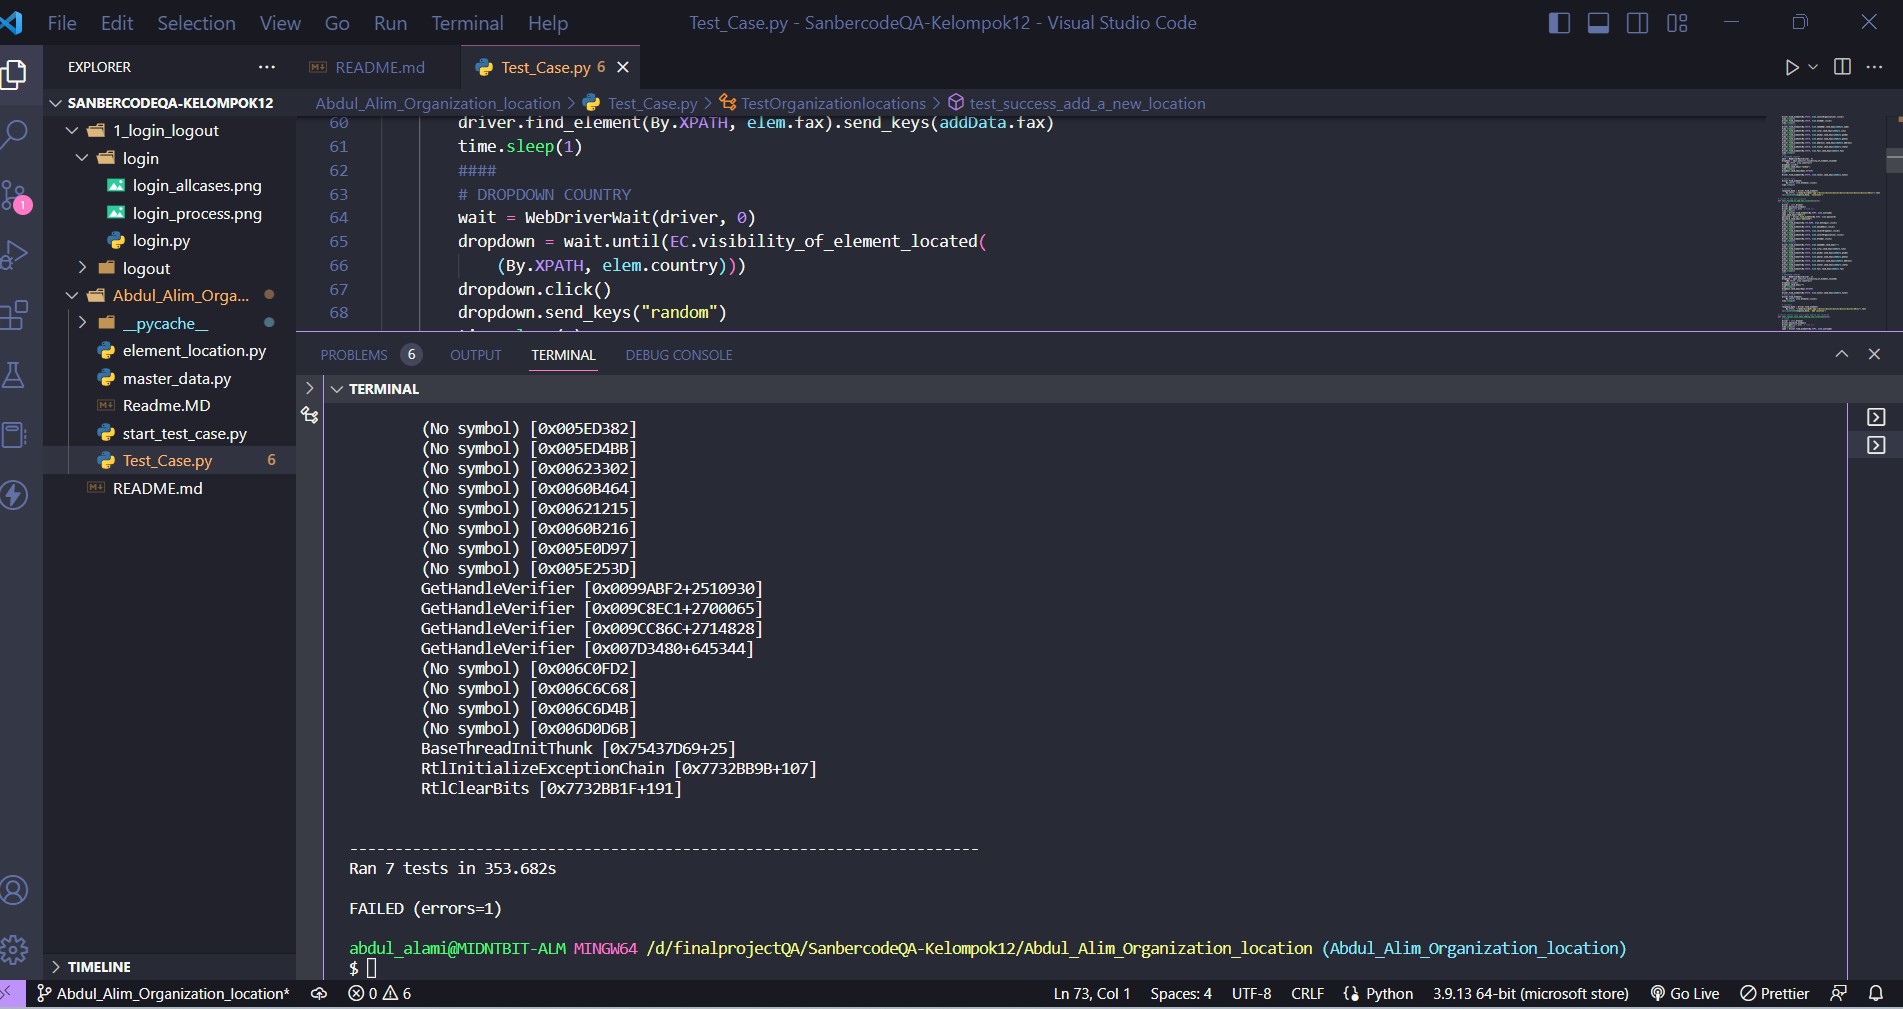 File Edit Selection View Go Run Terminal Help
Test_Case.py - SanbercodeQA-Kelompok12 - Visual Studio Code
EXPLORER
SANBERCODEQA-KELOMPOK12
1_login_logout
login
login_allcases.png
login_process.png
login.py
logout
Abdul_Alim_Orga...
__pycache__
element_location.py
master_data.py
Readme.MD
start_test_case.py
Test_Case.py 6
README.md
TIMELINE
1
README.md
Test_Case.py 6
Abdul_Alim_Organization_location > Test_Case.py > TestOrganizationlocations > test_success_add_a_new_location
60 driver.find_element(By.XPATH, elem.fax).send_keys(addData.fax)
61 time.sleep(1)
62 ####
63 # DROPDOWN COUNTRY
64 wait = WebDriverWait(driver, 0)
65 dropdown = wait.until(EC.visibility_of_element_located(
66 (By.XPATH, elem.country)))
67 dropdown.click()
68 dropdown.send_keys("random")
PROBLEMS 6 OUTPUT TERMINAL DEBUG CONSOLE
TERMINAL
(No symbol) [0x005ED382]
(No symbol) [0x005ED4BB]
(No symbol) [0x00623302]
(No symbol) [0x0060B464]
(No symbol) [0x00621215]
(No symbol) [0x0060B216]
(No symbol) [0x005E0D97]
(No symbol) [0x005E253D]
GetHandleVerifier [0x0099ABF2+2510930]
GetHandleVerifier [0x009C8EC1+2700065]
GetHandleVerifier [0x009CC86C+2714828]
GetHandleVerifier [0x007D3480+645344]
(No symbol) [0x006C0FD2]
(No symbol) [0x006C6C68]
(No symbol) [0x006C6D4B]
(No symbol) [0x006D0D6B]
BaseThreadInitThunk [0x75437D69+25]
RtlInitializeExceptionChain [0x7732BB9B+107]
RtlClearBits [0x7732BB1F+191]
----------------------------------------------------------------------
Ran 7 tests in 353.682s
FAILED (errors=1)
abdul_alami@MIDNTBIT-ALM MINGW64 /d/finalprojectQA/SanbercodeQA-Kelompok12/Abdul_Alim_Organization_location (Abdul_Alim_Organization_location)
$
Abdul_Alim_Organization_location* 0 6 Ln 73, Col 1 Spaces: 4 UTF-8 CRLF Python 3.9.13 64-bit (microsoft store) Go Live Prettier